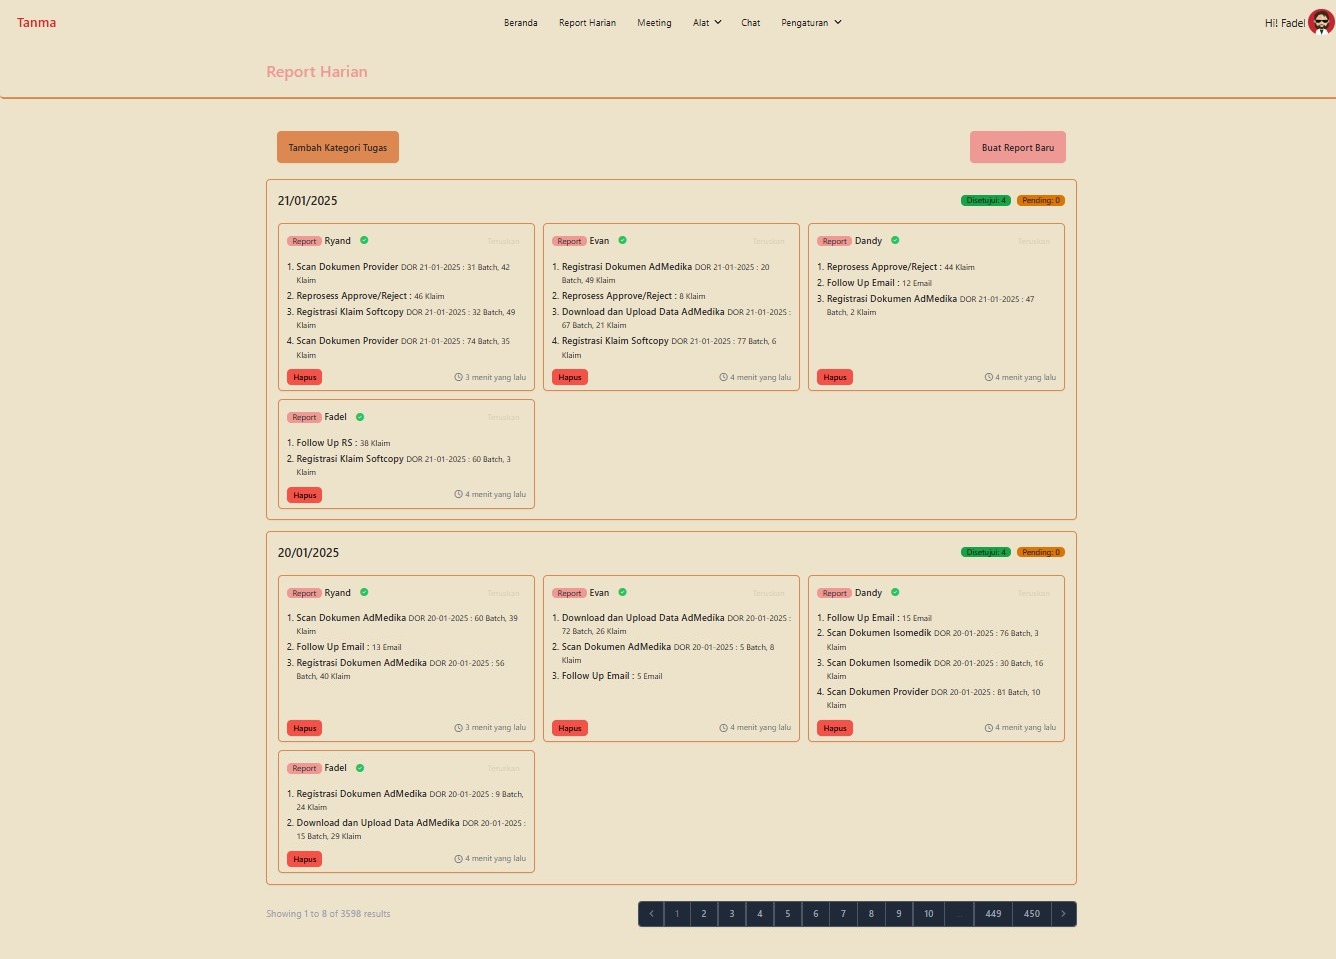 Tanma
Beranda Report Harian Meeting Alat Chat Pengaturan
Hi! Fadel
Report Harian
Tambah Kategori Tugas
Buat Report Baru
21/01/2025
Disetujui: 4 Pending: 0
Report Ryand Teruskan
1. Scan Dokumen Provider DOR 21-01-2025 : 31 Batch, 42
Klaim
2. Reprosess Approve/Reject : 46 Klaim
3. Registrasi Klaim Softcopy DOR 21-01-2025 : 32 Batch, 49
Klaim
4. Scan Dokumen Provider DOR 21-01-2025 : 74 Batch, 35
Klaim
Hapus 3 menit yang lalu
Report Evan Teruskan
1. Registrasi Dokumen AdMedika DOR 21-01-2025 : 20
Batch, 49 Klaim
2. Reprosess Approve/Reject : 8 Klaim
3. Download dan Upload Data AdMedika DOR 21-01-2025 :
67 Batch, 21 Klaim
4. Registrasi Klaim Softcopy DOR 21-01-2025 : 77 Batch, 6
Klaim
Hapus 4 menit yang lalu
Report Dandy Teruskan
1. Reprosess Approve/Reject : 44 Klaim
2. Follow Up Email : 12 Email
3. Registrasi Dokumen AdMedika DOR 21-01-2025 : 47
Batch, 2 Klaim
Hapus 4 menit yang lalu
Report Fadel Teruskan
1. Follow Up RS : 38 Klaim
2. Registrasi Klaim Softcopy DOR 21-01-2025 : 60 Batch, 3
Klaim
Hapus 4 menit yang lalu
20/01/2025
Disetujui: 4 Pending: 0
Report Ryand Teruskan
1. Scan Dokumen AdMedika DOR 20-01-2025 : 60 Batch, 39
Klaim
2. Follow Up Email : 13 Email
3. Registrasi Dokumen AdMedika DOR 20-01-2025 : 56
Batch, 40 Klaim
Hapus 3 menit yang lalu
Report Evan Teruskan
1. Download dan Upload Data AdMedika DOR 20-01-2025 :
72 Batch, 26 Klaim
2. Scan Dokumen AdMedika DOR 20-01-2025 : 5 Batch, 8
Klaim
3. Follow Up Email : 5 Email
Hapus 4 menit yang lalu
Report Dandy Teruskan
1. Follow Up Email : 15 Email
2. Scan Dokumen Isomedik DOR 20-01-2025 : 76 Batch, 3
Klaim
3. Scan Dokumen Isomedik DOR 20-01-2025 : 30 Batch, 16
Klaim
4. Scan Dokumen Provider DOR 20-01-2025 : 81 Batch, 10
Klaim
Hapus 4 menit yang lalu
Report Fadel Teruskan
1. Registrasi Dokumen AdMedika DOR 20-01-2025 : 9 Batch,
24 Klaim
2. Download dan Upload Data AdMedika DOR 20-01-2025 :
15 Batch, 29 Klaim
Hapus 4 menit yang lalu
Showing 1 to 8 of 3598 results
1 2 3 4 5 6 7 8 9 10 ... 449 450